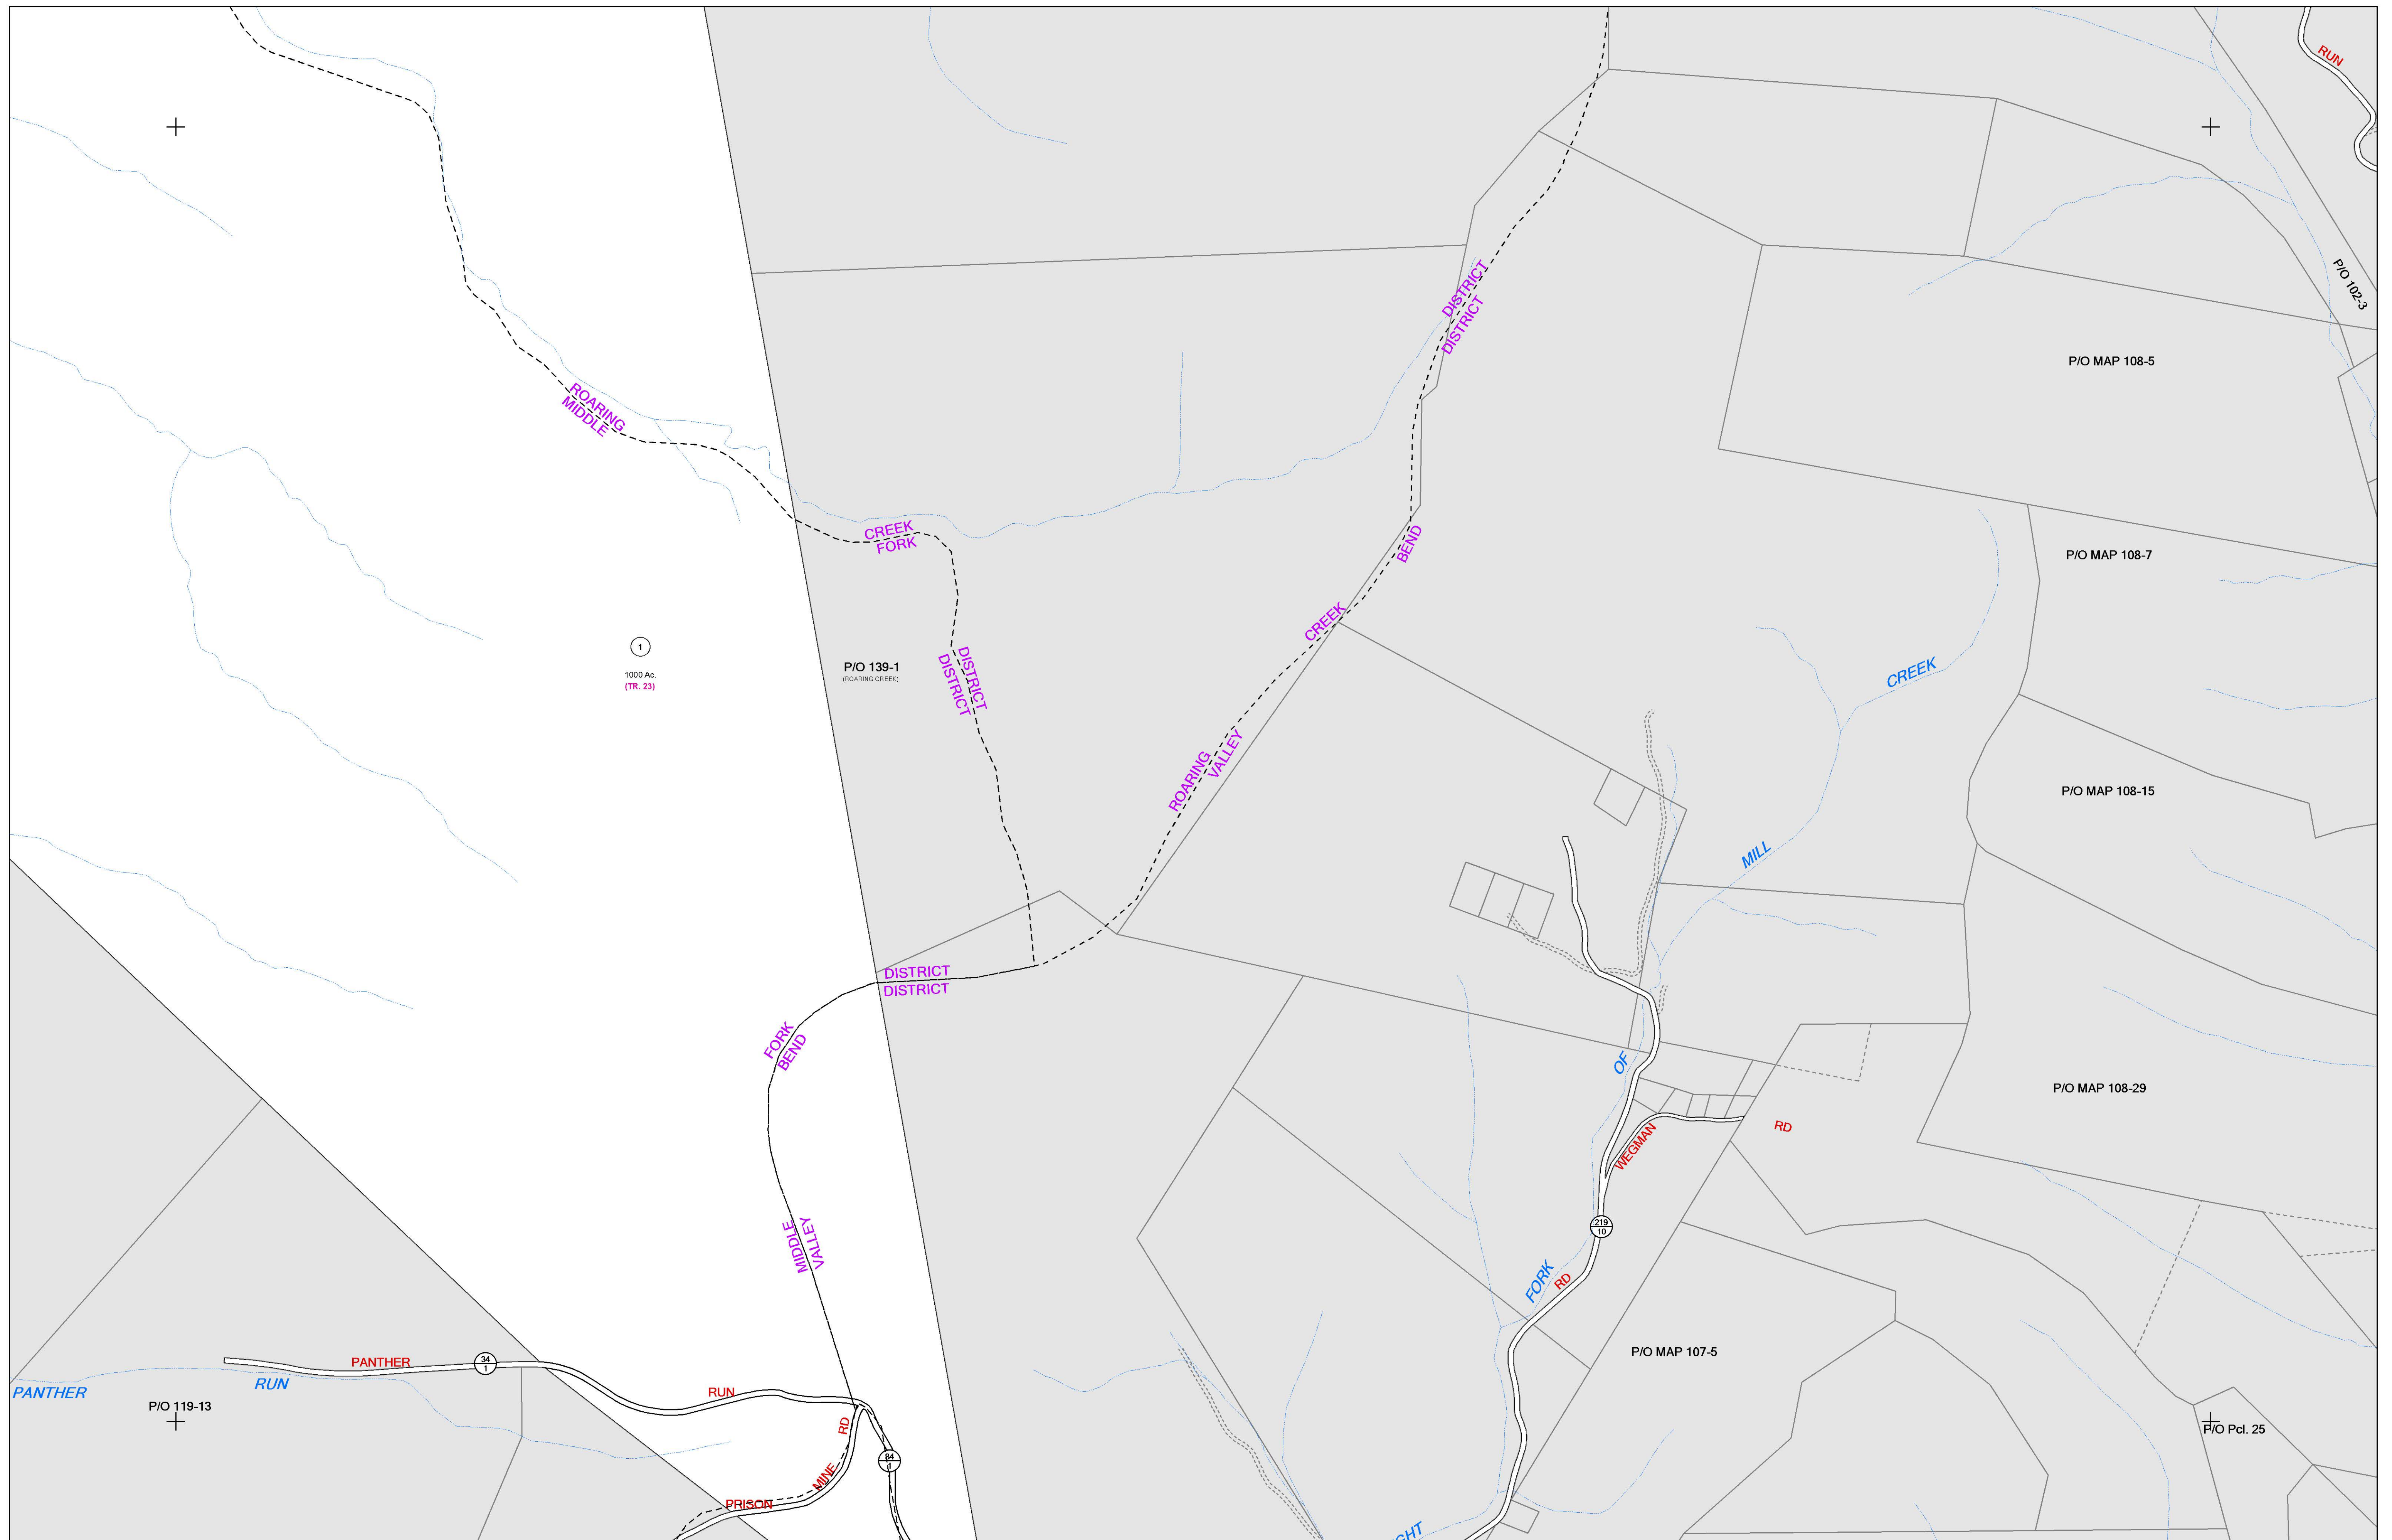 RUN
P/O 102-3
DISTRICT
DISTRICT
P/O MAP 108-5
ROARING
MIDDLE
CREEK
FORK
BEND
P/O MAP 108-7
CREEK
1
1000 Ac.
(TR. 23)
P/O 139-1
(ROARING CREEK)
DISTRICT
DISTRICT
CREEK
ROARING
VALLEY
P/O MAP 108-15
MILL
DISTRICT
DISTRICT
FORK
BEND
OF
P/O MAP 108-29
WEGMAN
RD
MIDDLE
VALLEY
219
10
FORK
RD
P/O MAP 107-5
PANTHER
34
1
RUN
PANTHER
RUN
P/O 119-13
RD
MINE
PRISON
34
1
P/O Pcl. 25
GHT